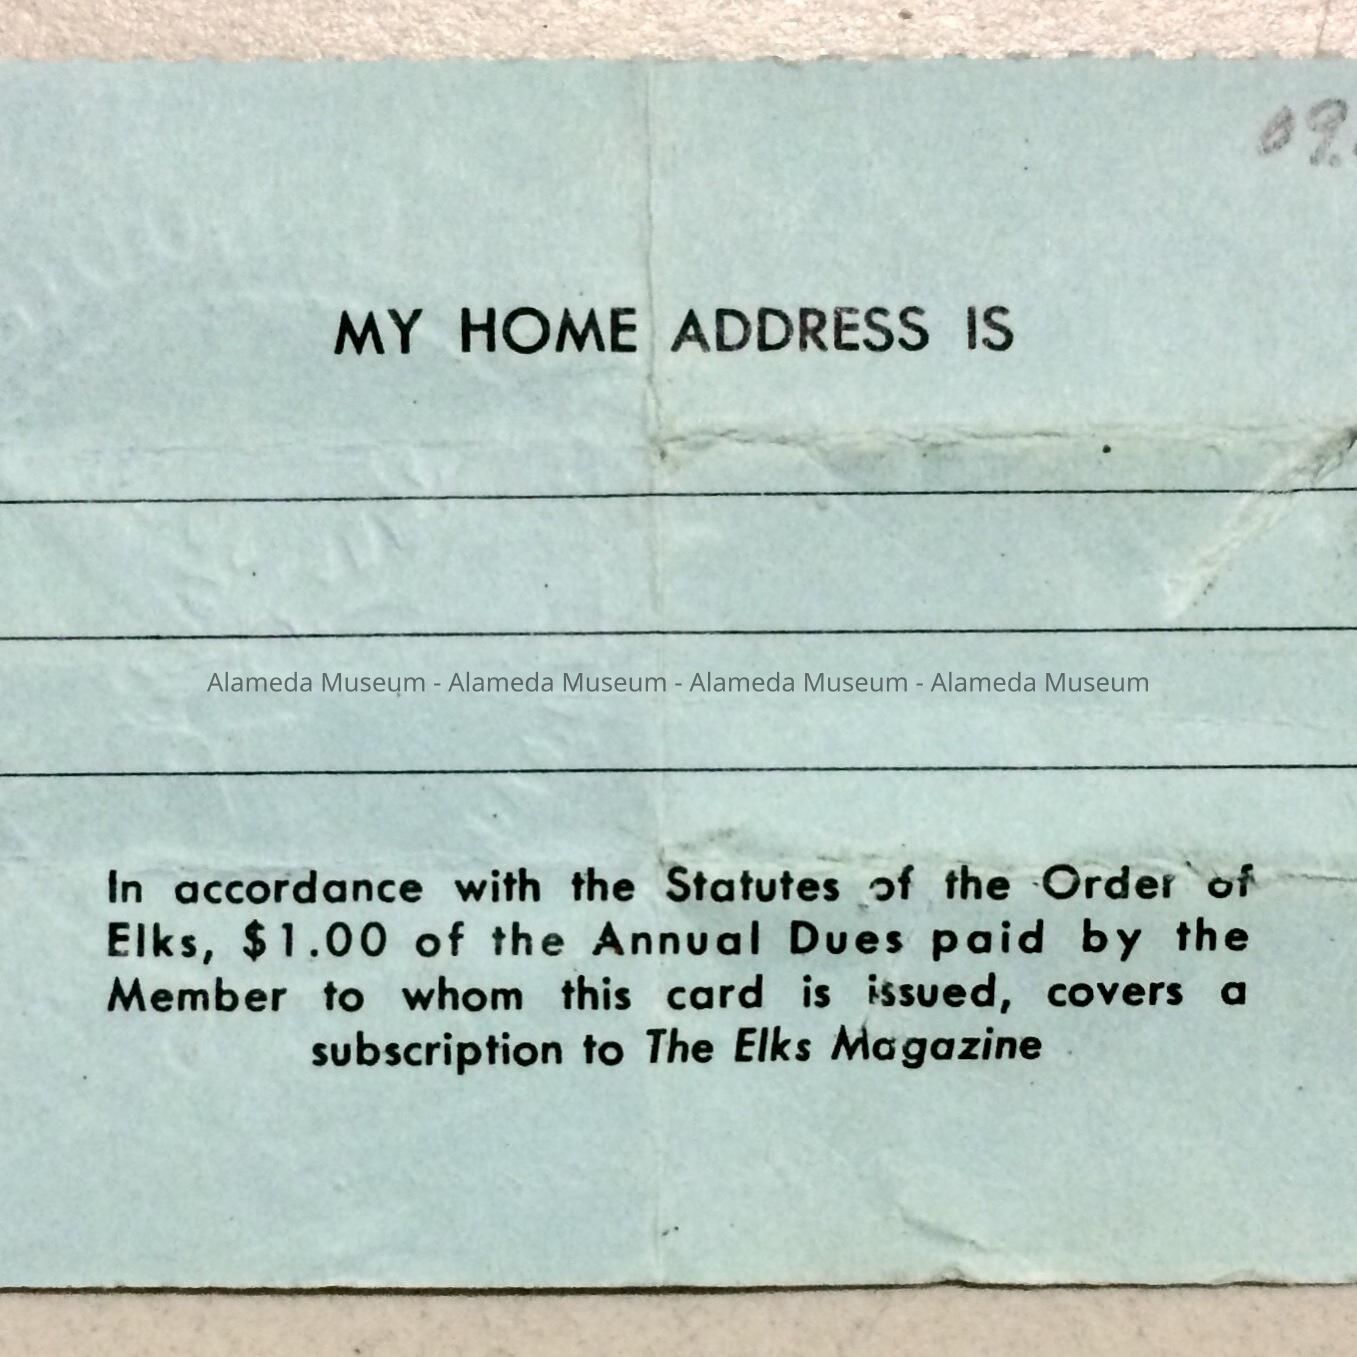 09.
MY HOME ADDRESS IS
Alameda Museum - Alameda Museum - Alameda Museum - Alameda Museum
In accordance with the Statutes of the Order of
Elks, $1.00 of the Annual Dues paid by the
Member to whom this card is issued, covers a
subscription to The Elks Magazine